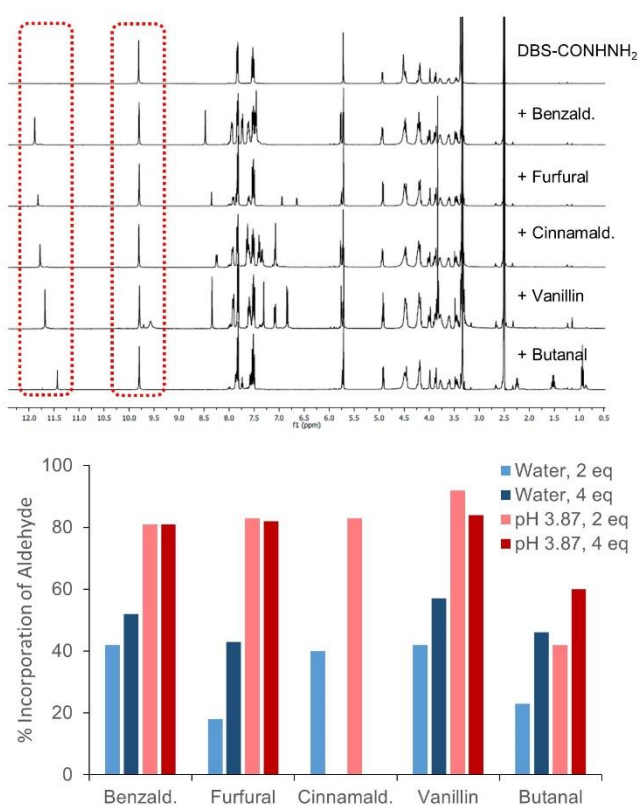 DBS-CONHNH₂
+ Benzald.
+ Furfural
+ Cinnamald.
+ Vanillin
+ Butanal
12.0 11.5 11.0 10.5 10.0 9.5 9.0 8.5 8.0 7.5 7.0 6.5 6.0 5.5 5.0 4.5 4.0 3.5 3.0 2.5 2.0 1.5 1.0 0.5
f1 (ppm)
% Incorporation of Aldehyde
100
80
60
40
20
0
Water, 2 eq
Water, 4 eq
pH 3.87, 2 eq
pH 3.87, 4 eq
Benzald. Furfural Cinnamald. Vanillin Butanal